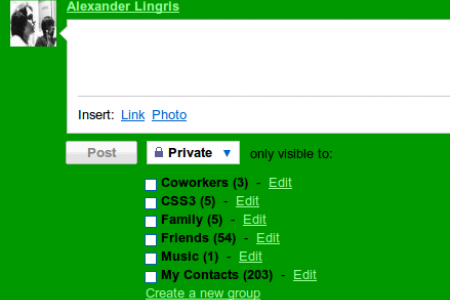 Alexander Lingris
Insert: Link Photo
Post Private only visible to:
Coworkers (3) - Edit
CSS3 (5) - Edit
Family (5) - Edit
Friends (54) - Edit
Music (1) - Edit
My Contacts (203) - Edit
Create a new group